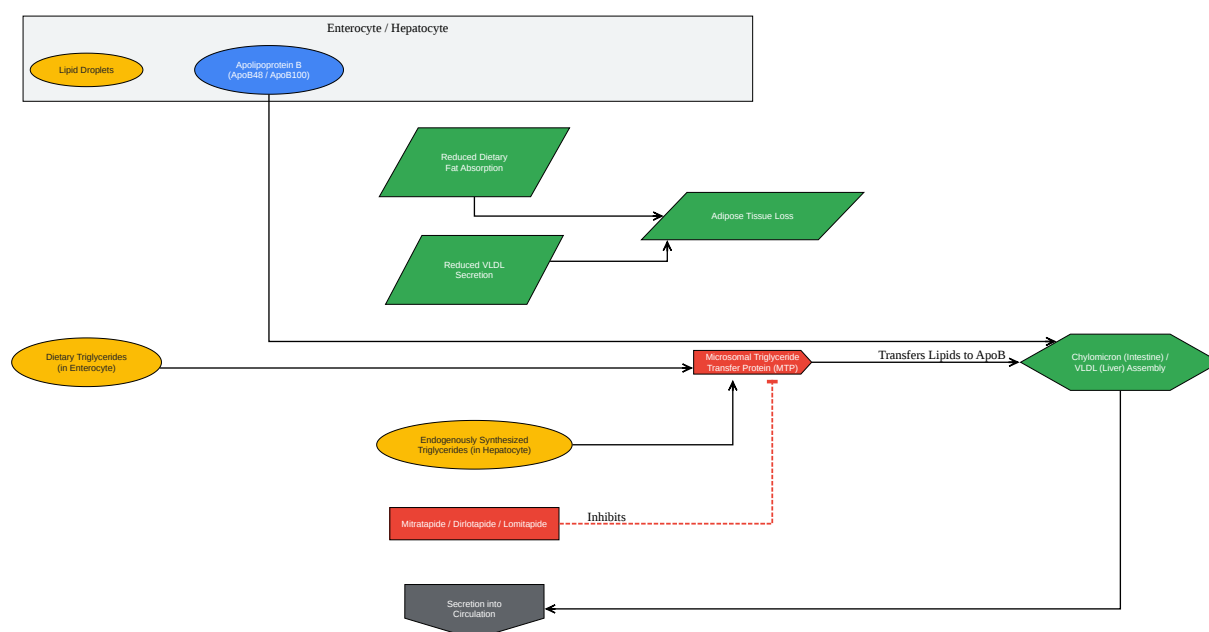 Enterocyte / Hepatocyte
Lipid Droplets
Apolipoprotein B
(ApoB48 / ApoB100)
Reduced Dietary
Fat Absorption
Adipose Tissue Loss
Reduced VLDL
Secretion
Dietary Triglycerides
(in Enterocyte)
Microsomal Triglyceride
Transfer Protein (MTP)
Transfers Lipids to ApoB
Chylomicron (Intestine) /
VLDL (Liver) Assembly
Endogenously Synthesized
Triglycerides (in Hepatocyte)
Mitratapide / Dirlotapide / Lomitapide
Inhibits
Secretion into
Circulation